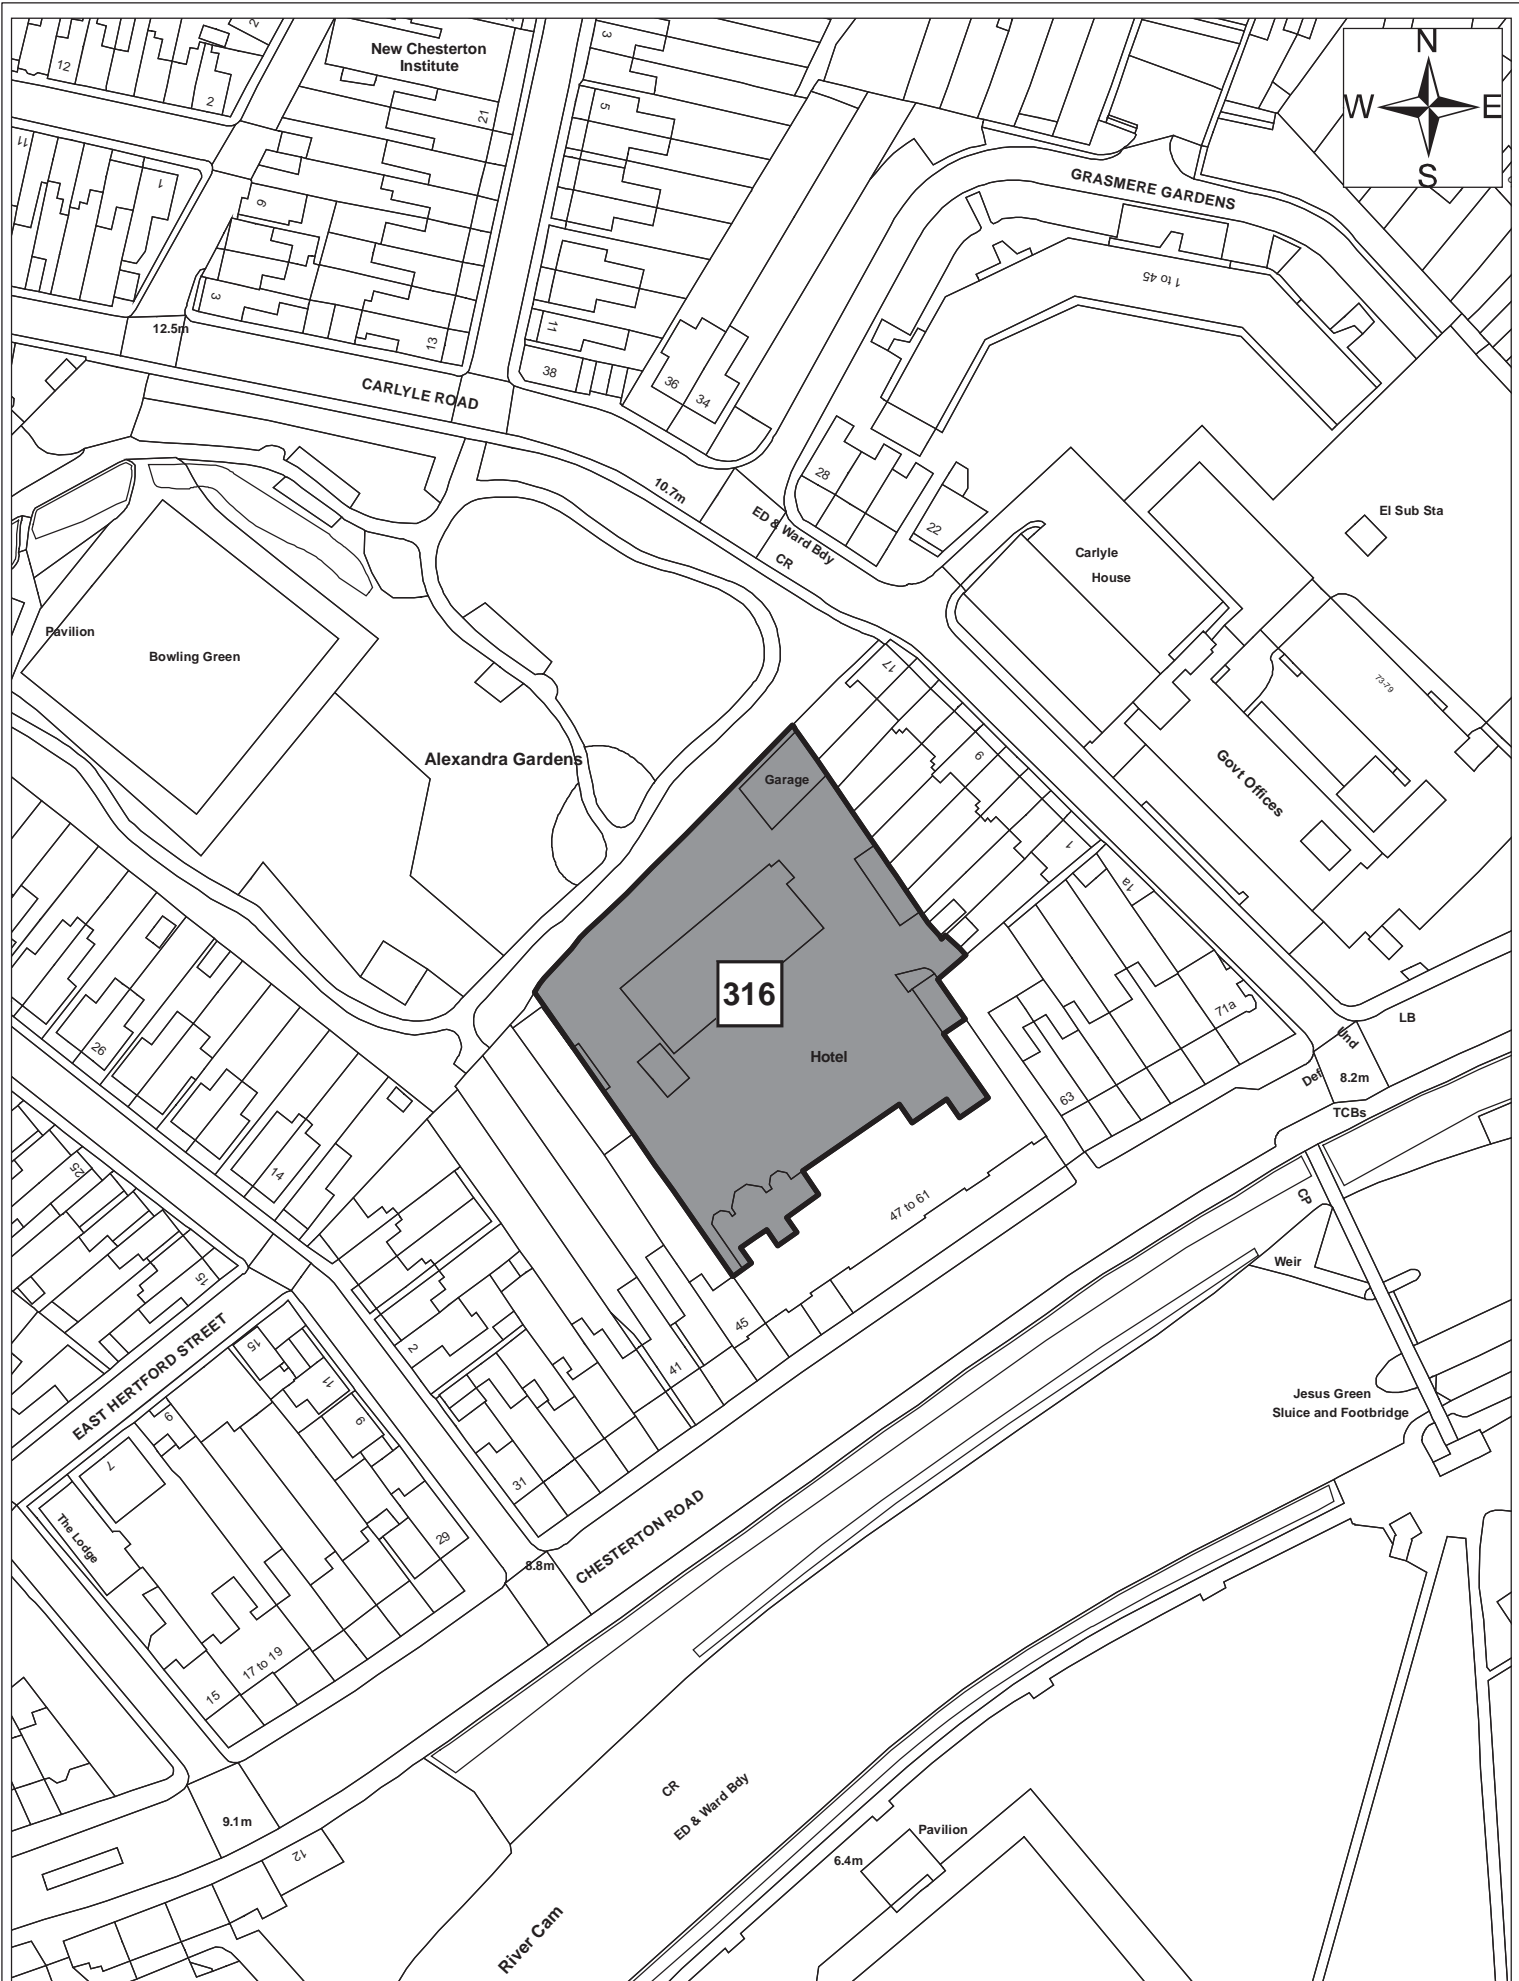 New Chesterton
Institute
N
W
E
S
12
2
2
21
3
5
11
1
6
3
13
12.5m
11
38
36
34
CARLYLE ROAD
GRASMERE GARDENS
1 to 45
28
22
10.7m
ED & Ward Bdy
CR
El Sub Sta
Carlyle
House
Pavilion
Bowling Green
17
73-79
Alexandra Gardens
9
Garage
Govt Offices
1
1a
316
71a
LB
Und
26
Hotel
Def
8.2m
63
TCBs
25
14
47 to 61
CP
Weir
15
45
2
EAST HERTFORD STREET
15
41
11
Jesus Green
Sluice and Footbridge
9
9
7
31
CHESTERTON ROAD
The Lodge
29
8.8m
17 to 19
15
CR
ED & Ward Bdy
9.1m
Pavilion
6.4m
12
River Cam